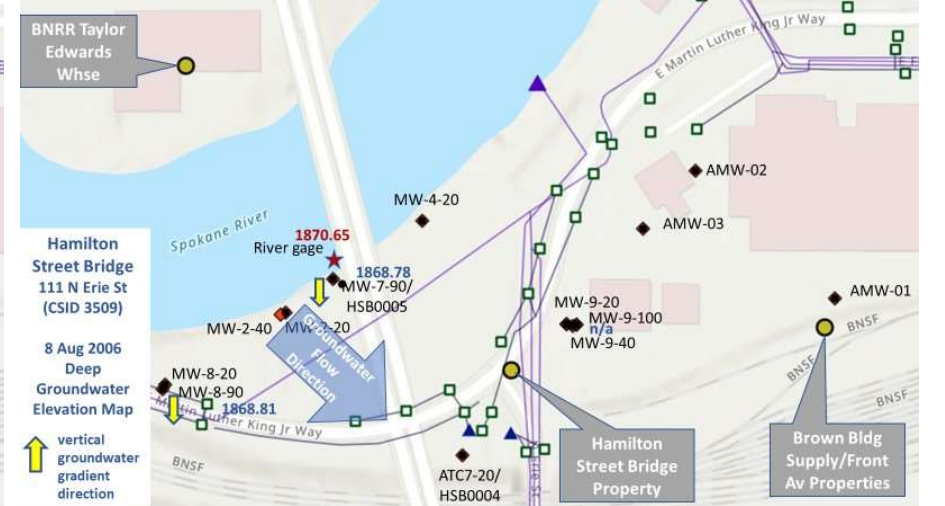 BNRR Taylor
Edwards
Whse
E Martin Luther King Jr Way
AMW-02
MW-4-20
AMW-03
Spokane River
1870.65
River gage
1868.78
MW-7-90/
HSB0005
Hamilton
Street Bridge
111 N Erie St
(CSID 3509)
8 Aug 2006
Deep
Groundwater
Elevation Map
vertical
groundwater
gradient
direction
MW-2-40
Groundwater
Flow
Direction
MW-9-20
MW-9-100
n/a
MW-9-40
AMW-01
BNSF
BNSF
BNSF
MW-8-20
MW-8-90
1868.81
Martin Luther King Jr Way
BNSF
ATC7-20/
HSB0004
Hamilton
Street Bridge
Property
Brown Bldg
Supply/Front
Av Properties